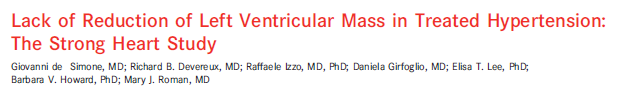 Lack of Reduction of Left Ventricular Mass in Treated Hypertension:
The Strong Heart Study
Giovanni de Simone, MD; Richard B. Devereux, MD; Raffaele Izzo, MD, PhD; Daniela Girfoglio, MD; Elisa T. Lee, PhD;
Barbara V. Howard, PhD; Mary J. Roman, MD